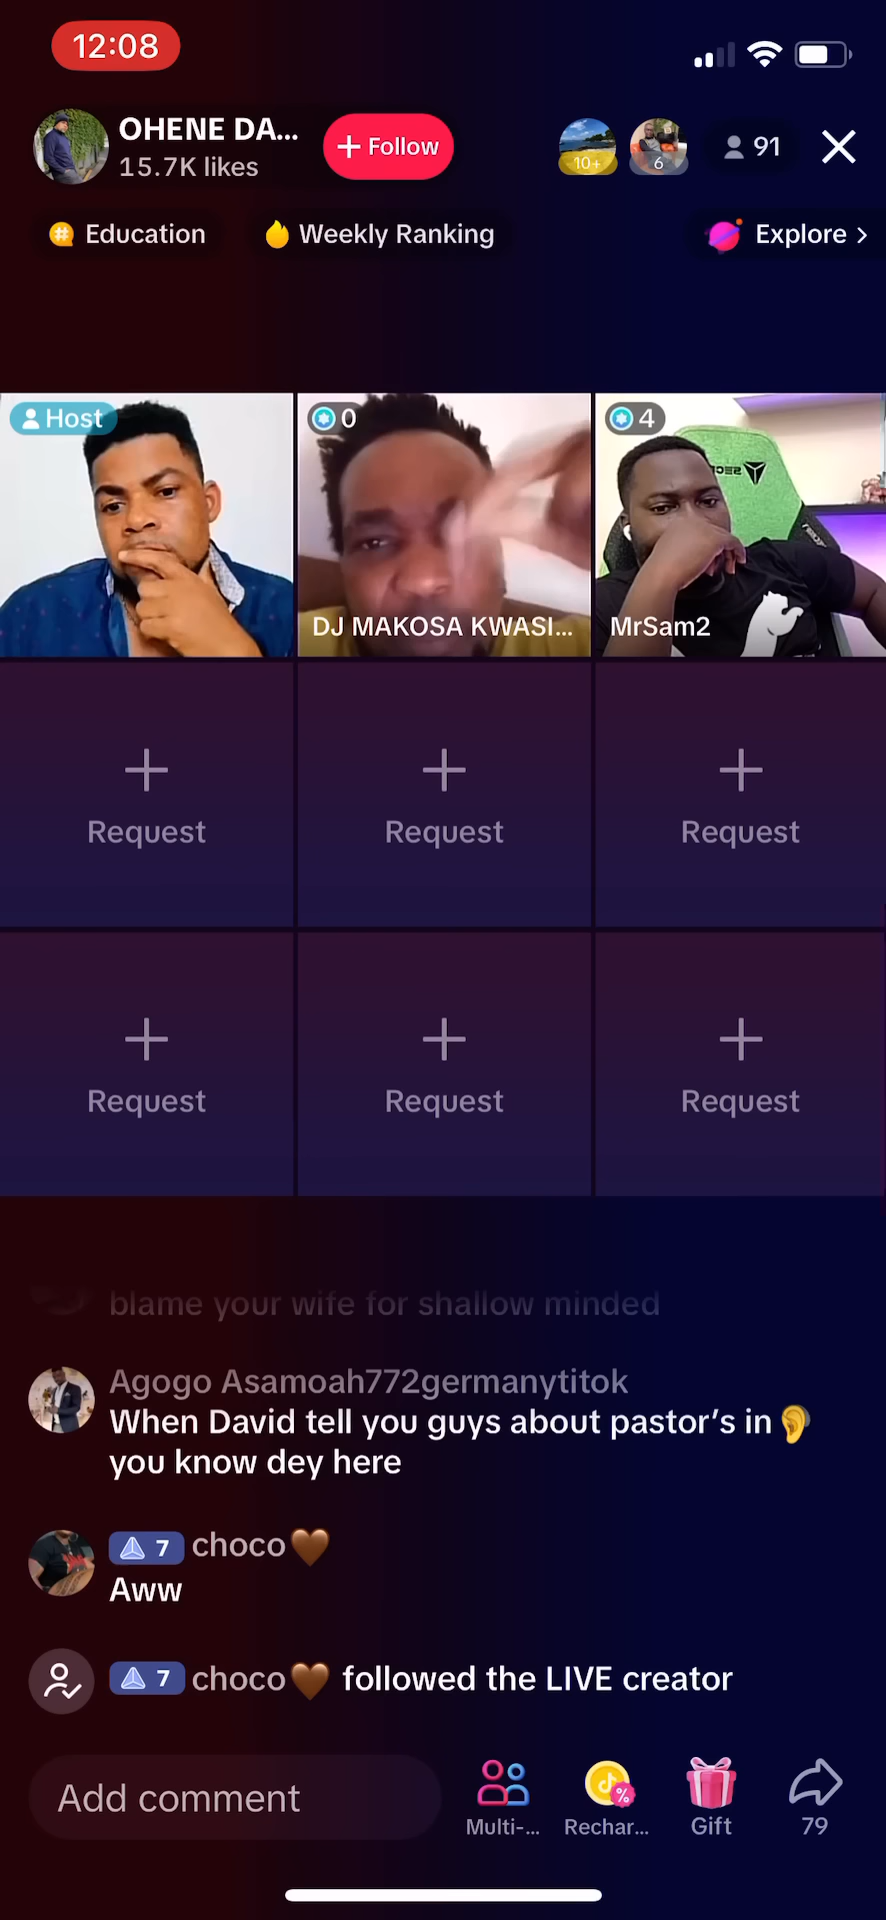 12:08
OHENE DA...
15.7K likes
+ Follow
10+
6
91
Education
Weekly Ranking
Explore >
Host
0
4
DJ MAKOSA KWASI...
MrSam2
Request
Request
Request
Request
Request
Request
blame your wife for shallow minded
Agogo Asamoah772germanytitok
When David tell you guys about pastor's in👂
you know dey here
7 choco🤎
Aww
7 choco🤎 followed the LIVE creator
Add comment
Multi-...
Rechar...
Gift
79